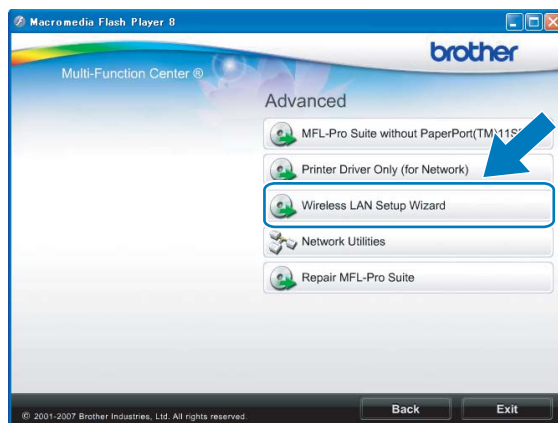 Macromedia Flash Player 8
brother
Multi-Function Center ®
Advanced
MFL-Pro Suite without PaperPort(TM)11S
Printer Driver Only (for Network)
Wireless LAN Setup Wizard
Network Utilities
Repair MFL-Pro Suite
© 2001-2007 Brother Industries, Ltd. All rights reserved.
Back
Exit